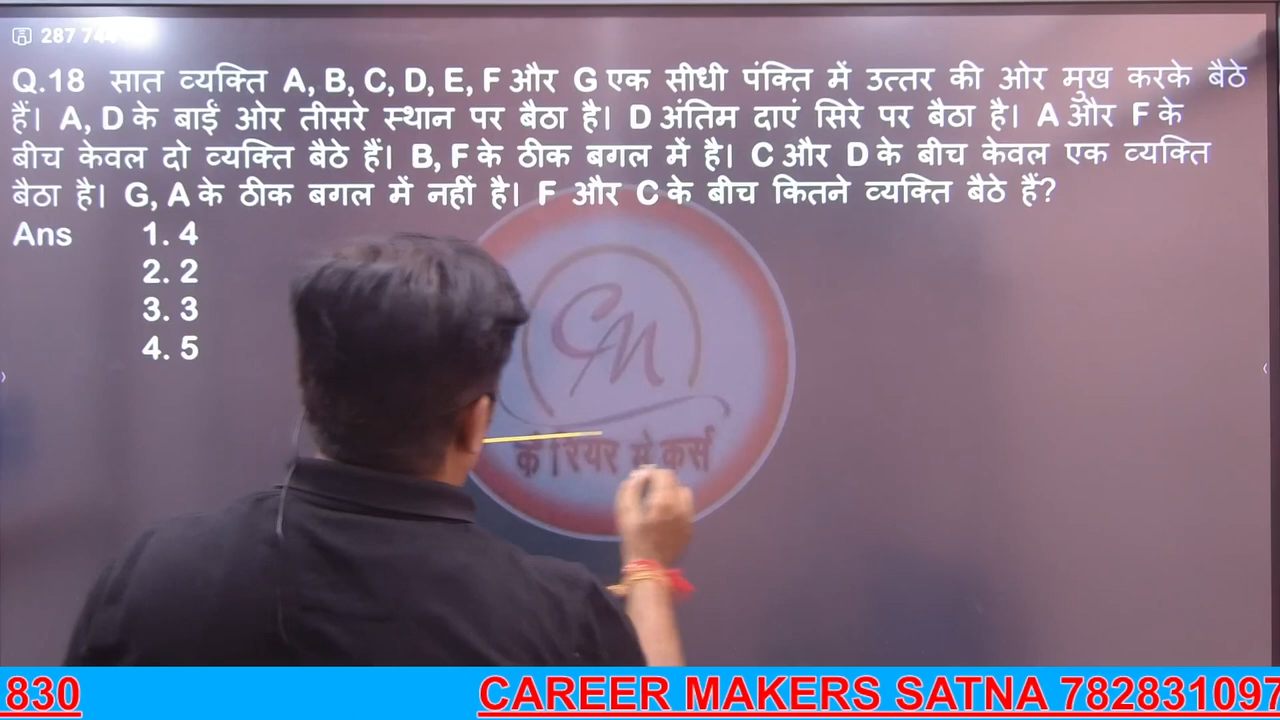 287 744
Q.18 सात व्यक्ति A, B, C, D, E, F और G एक सीधी पंक्ति में उत्तर की ओर मुख करके बैठे
हैं। A, D के बाईं ओर तीसरे स्थान पर बैठा है। D अंतिम दाएं सिरे पर बैठा है। A और F के
बीच केवल दो व्यक्ति बैठे हैं। B, F के ठीक बगल में है। C और D के बीच केवल एक व्यक्ति
बैठा है। G, A के ठीक बगल में नहीं है। F और C के बीच कितने व्यक्ति बैठे हैं?
Ans 1. 4
2. 2
3. 3
4. 5
CM
कैरियर मेकर्स
830 CAREER MAKERS SATNA 782831097